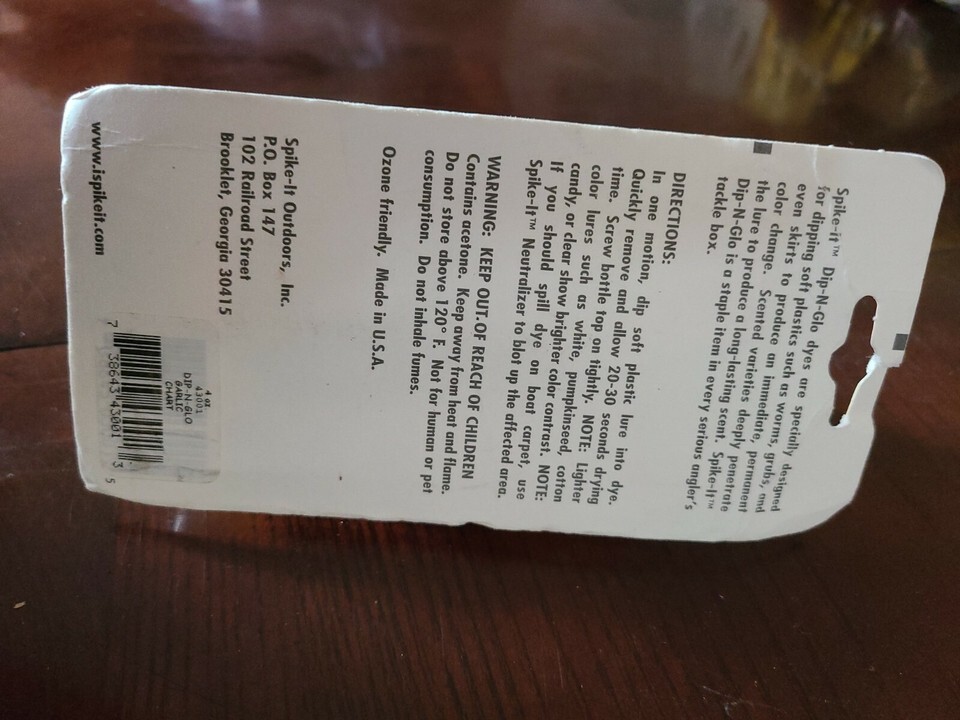 Spike-it™ Dip-N-Glo dyes are specially designed
for dipping soft plastics such as worms, grubs, and
even skirts to produce an immediate, permanent
color change. Scented varieties deeply penetrate
the lure to produce a long-lasting scent. Spike-It™
Dip-N-Glo is a staple item in every serious angler's
tackle box.
DIRECTIONS:
In one motion, dip soft plastic lure into dye.
Quickly remove and allow 20-30 seconds drying
time. Screw bottle top on tightly. NOTE: Lighter
color lures such as white, pumpkinseed, cotton
candy, or clear show brighter color contrast. NOTE:
If you should spill dye on boat carpet, use
Spike-It™ Neutralizer to blot up the affected area.
WARNING: KEEP OUT OF REACH OF CHILDREN
Contains acetone. Keep away from heat and flame.
Do not store above 120° F. Not for human or pet
consumption. Do not inhale fumes.
Ozone friendly. Made in U.S.A.
Spike-It Outdoors, Inc.
P.O. Box 147
102 Railroad Street
Brooklet, Georgia 30415
4 oz
43001
DIP-N-GLO
GARLIC
CHART
7 38643 43001 3 5
www.ispikeit.com